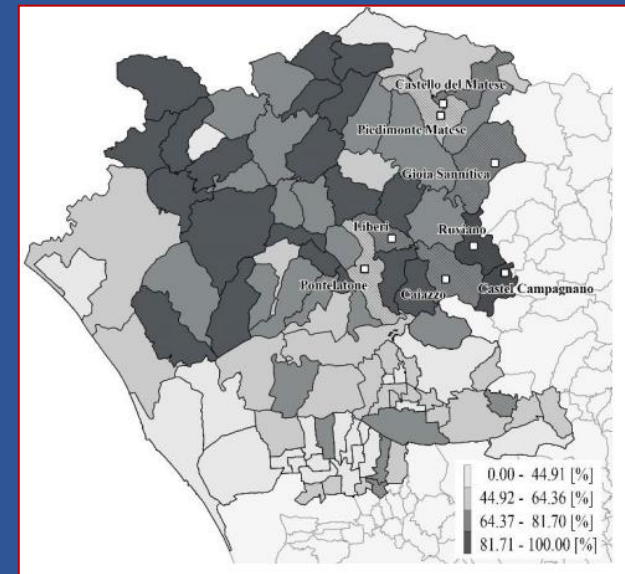 Castello del Matese
Piedimonte Matese
Gioia Sannitica
Liberi
Ruviano
Pontelatone
Caiazzo
Castel Campagnano
0.00 - 44.91 [%]
44.92 - 64.36 [%]
64.37 - 81.70 [%]
81.71 - 100.00 [%]